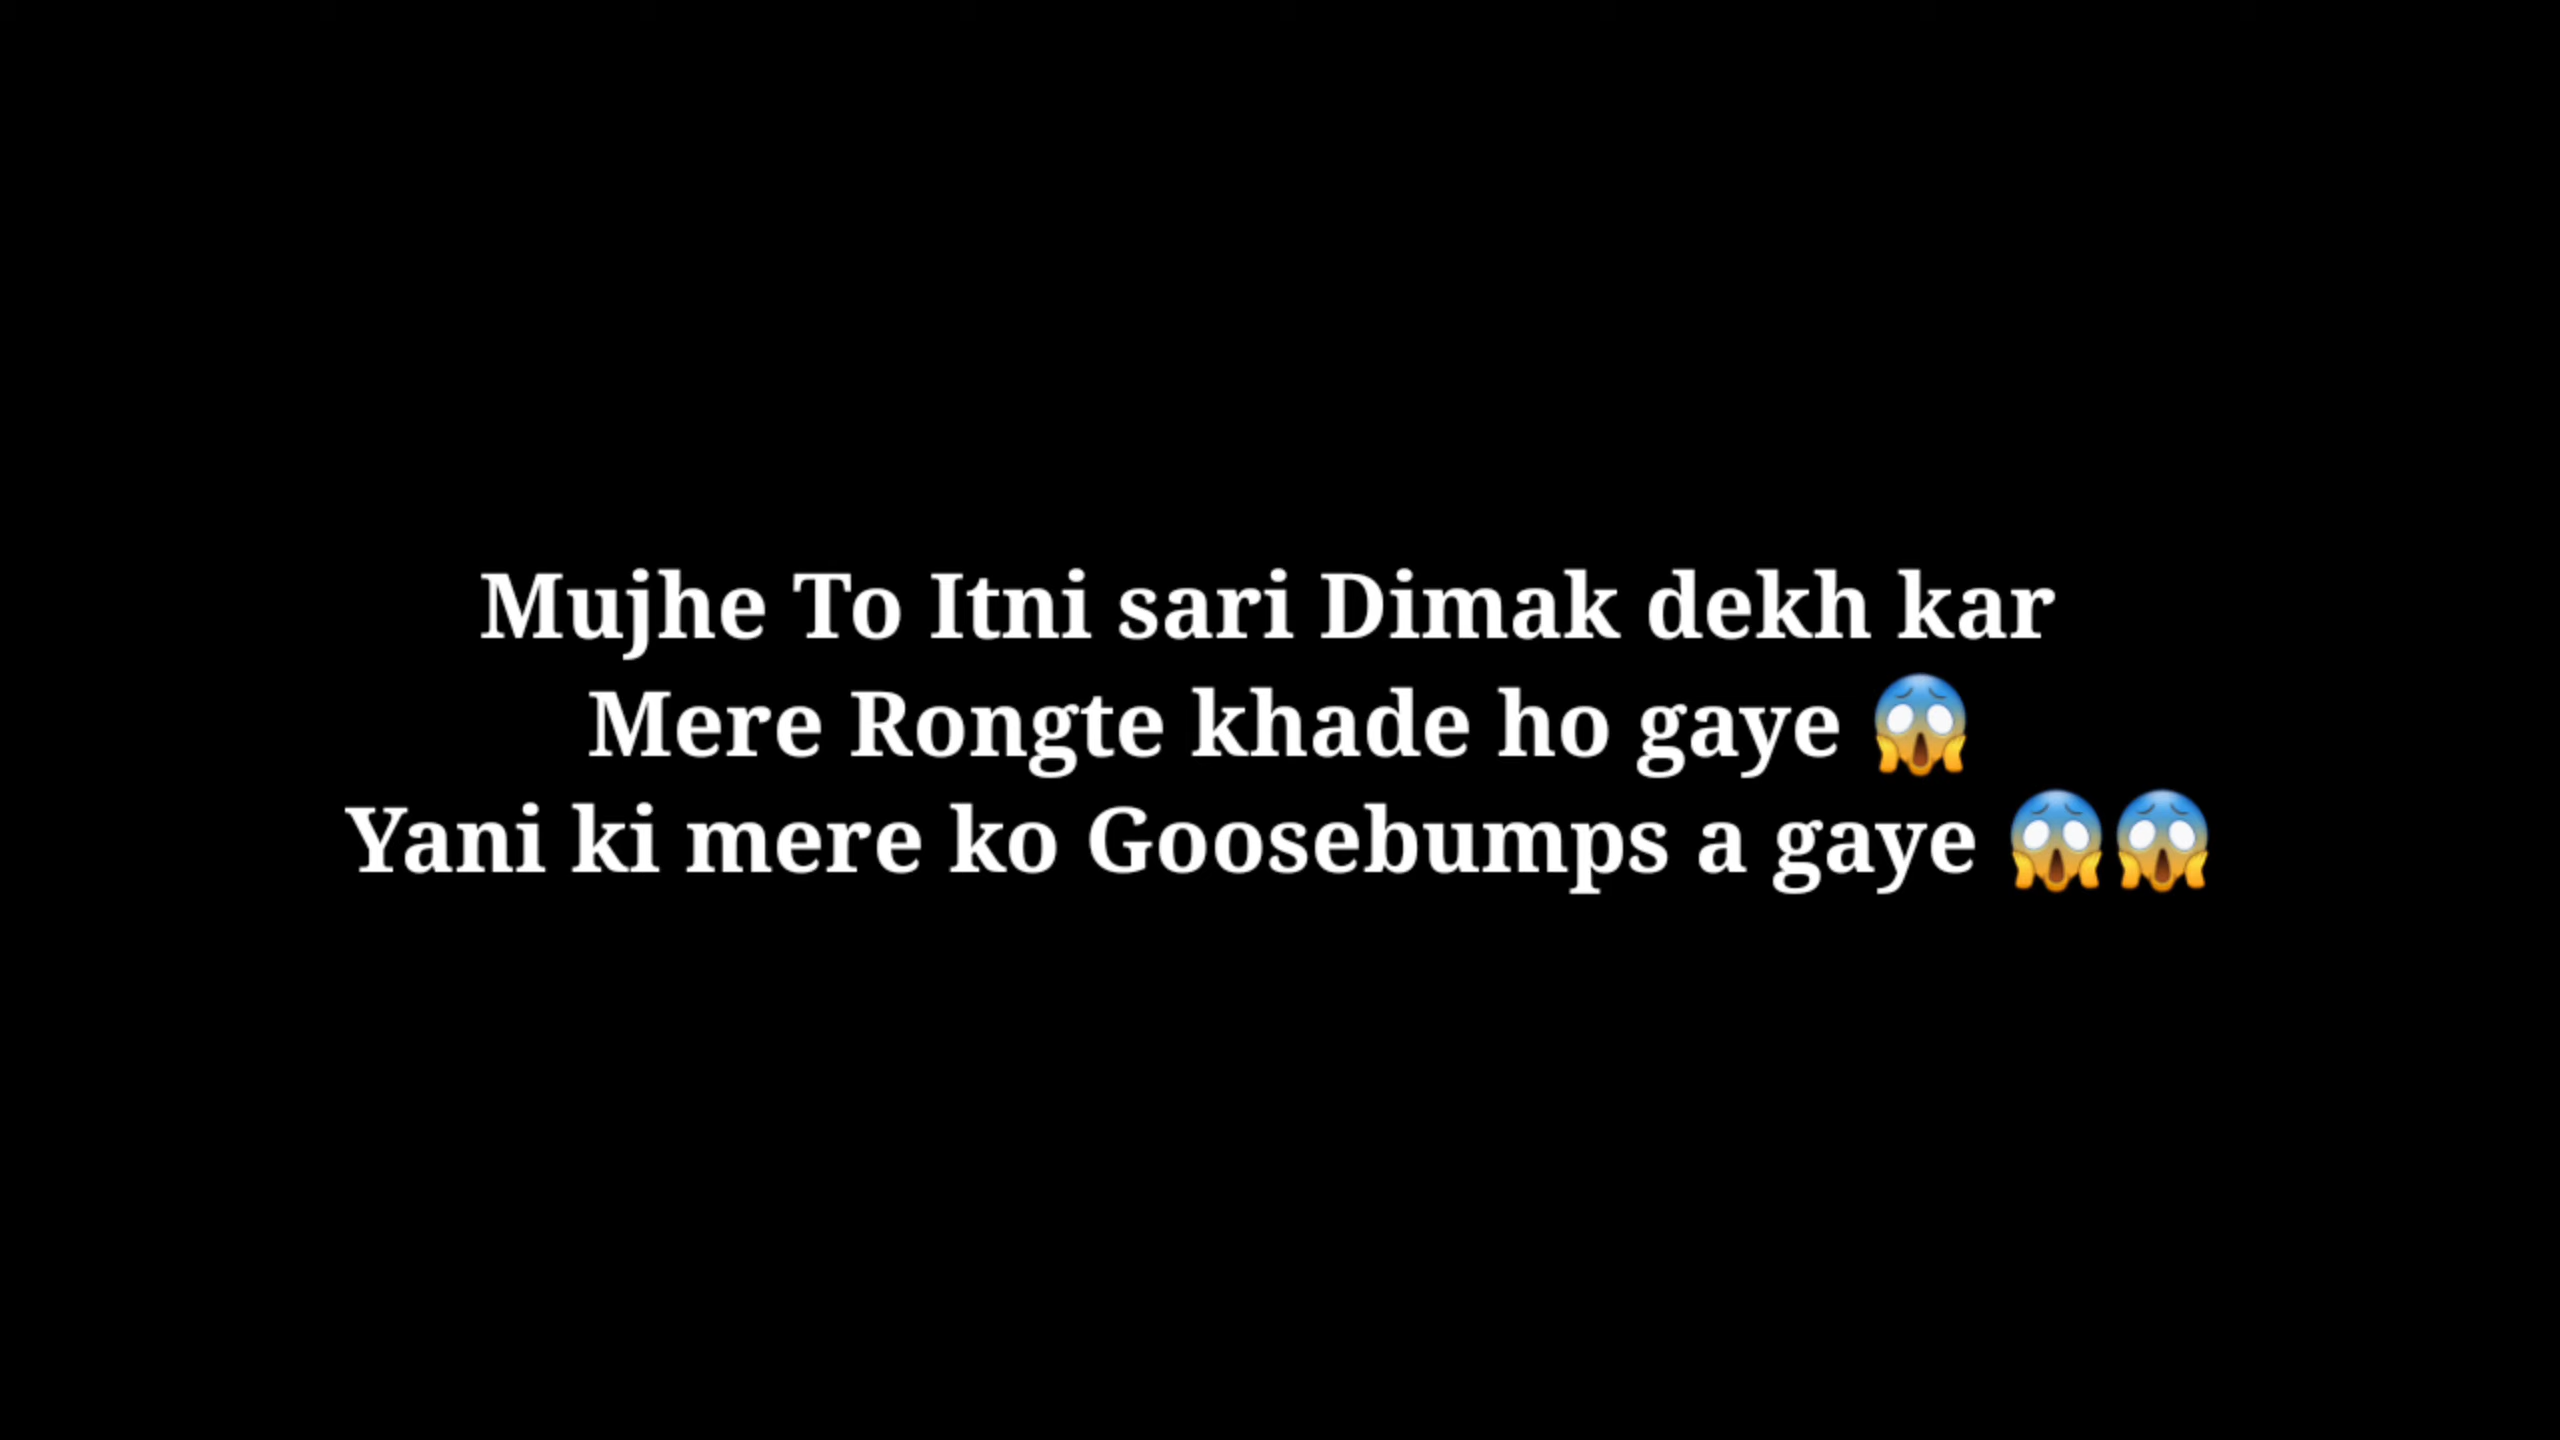 Mujhe To Itni sari Dimak dekh kar
Mere Rongte khade ho gaye 😱
Yani ki mere ko Goosebumps a gaye 😱😱